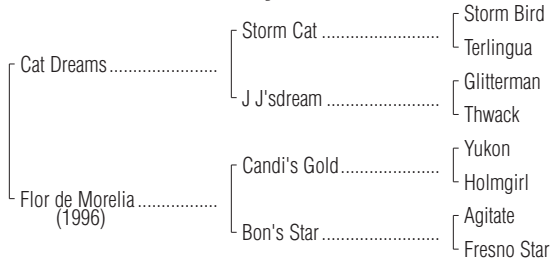 Storm Bird
Storm Cat ........................
Terlingua
Cat Dreams......................
Glitterman
J J'sdream .......................
Thwack
Yukon
Candi's Gold....................
Holmgirl
Flor de Morelia................
(1996)
Agitate
Bon's Star ........................
Fresno Star